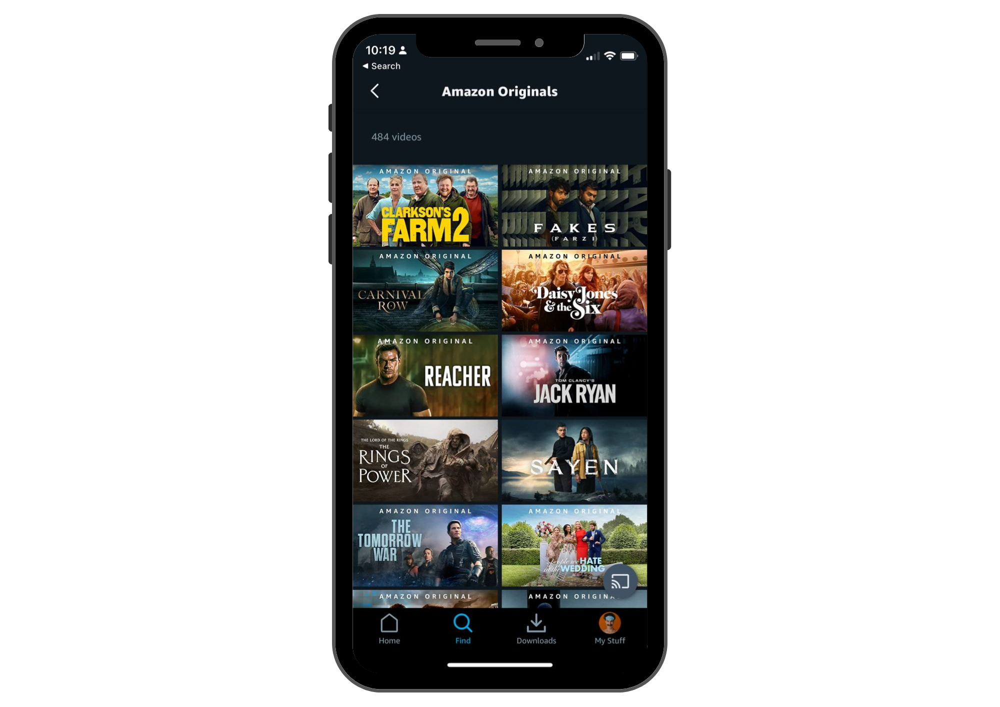 10:19
◀ Search
Amazon Originals
484 videos
AMAZON ORIGINAL
CLARKSON'S
FARM 2
AMAZON ORIGINAL
FAKES
(FARZI)
AMAZON ORIGINAL
CARNIVAL
ROW
AMAZON ORIGINAL
Daisy Jones
& the Six
AMAZON ORIGINAL
REACHER
AMAZON ORIGINAL
TOM CLANCY'S
JACK RYAN
THE LORD OF THE RINGS
THE
RINGS
OF
POWER
SAYEN
AMAZON ORIGINAL
THE
TOMORROW
WAR
AMAZON ORIGINAL
people we HATE
at the WEDDING
AMAZON ORIGINAL
AMAZON ORIGINA
Home
Find
Downloads
My Stuff